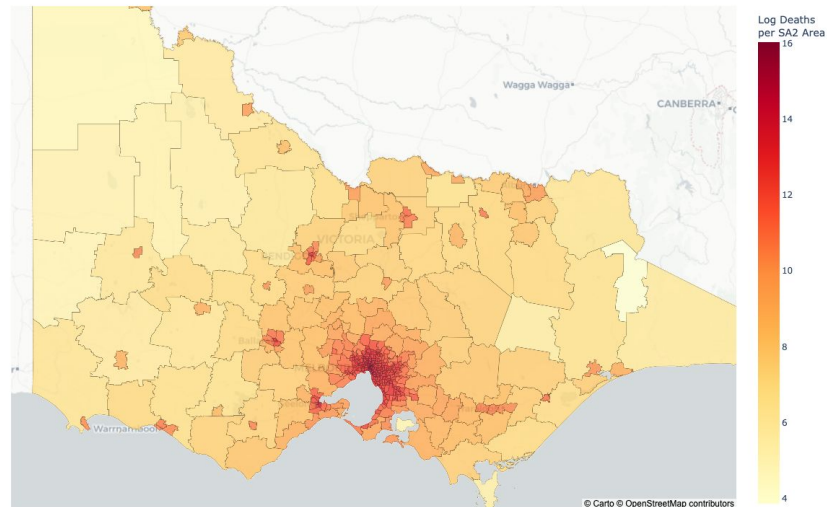 Log Deaths
per SA2 Area
16
14
12
10
8
6
4
Wagga Wagga
CANBERRA
VICTORIA
Warrnambool
© Carto © OpenStreetMap contributors